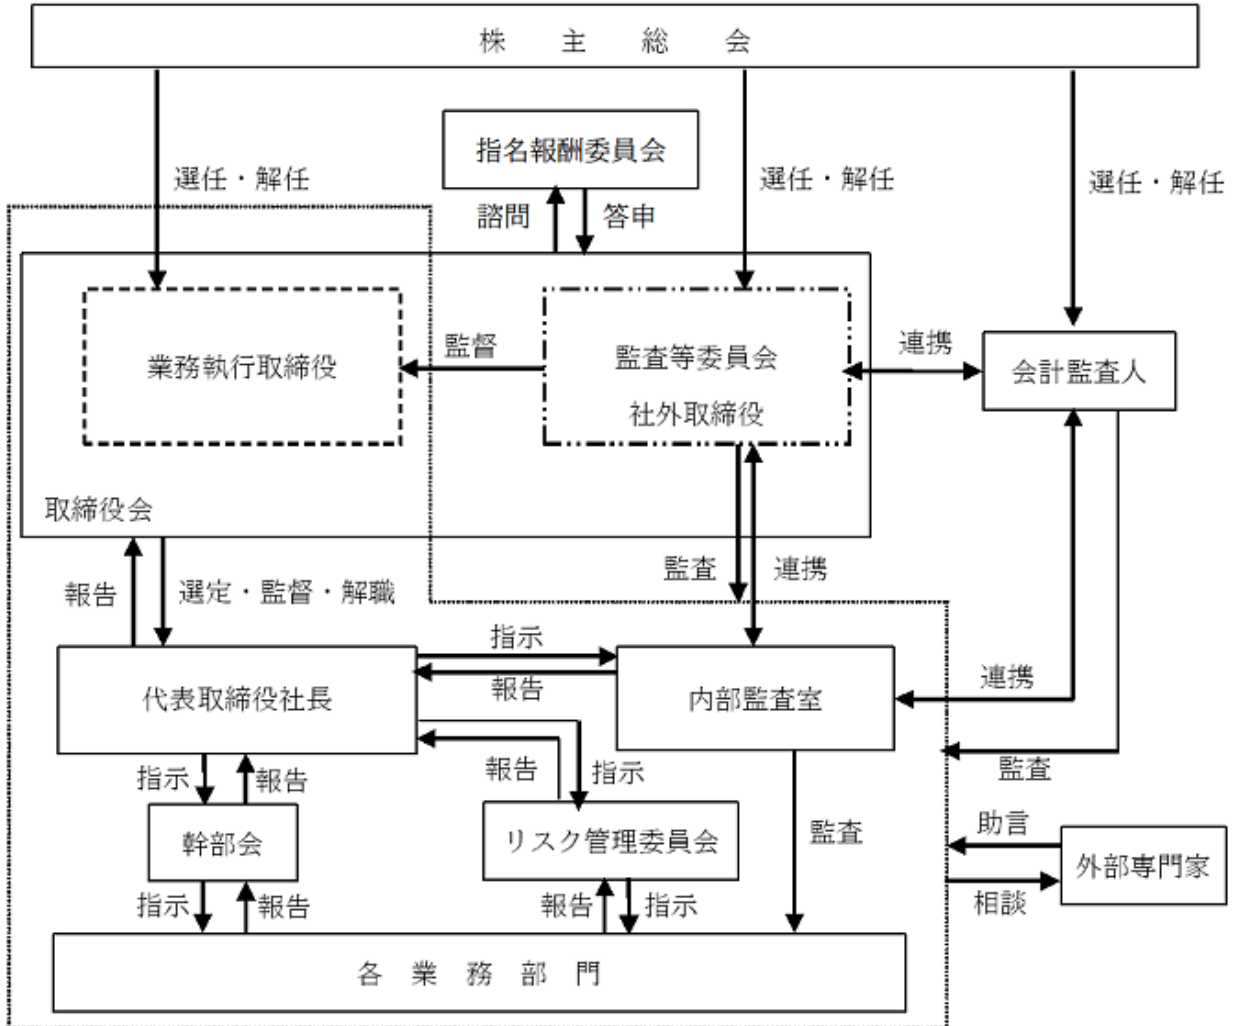 株主総会
指名報酬委員会
選任・解任
選任・解任
選任・解任
諮問
答申
業務執行取締役
監督
監査等委員会
社外取締役
連携
会計監査人
取締役会
報告
選定・監督・解職
監査
連携
代表取締役社長
指示
報告
内部監査室
連携
指示
報告
報告
指示
監査
幹部会
リスク管理委員会
監査
助言
外部専門家
相談
指示
報告
報告
指示
各業務部門